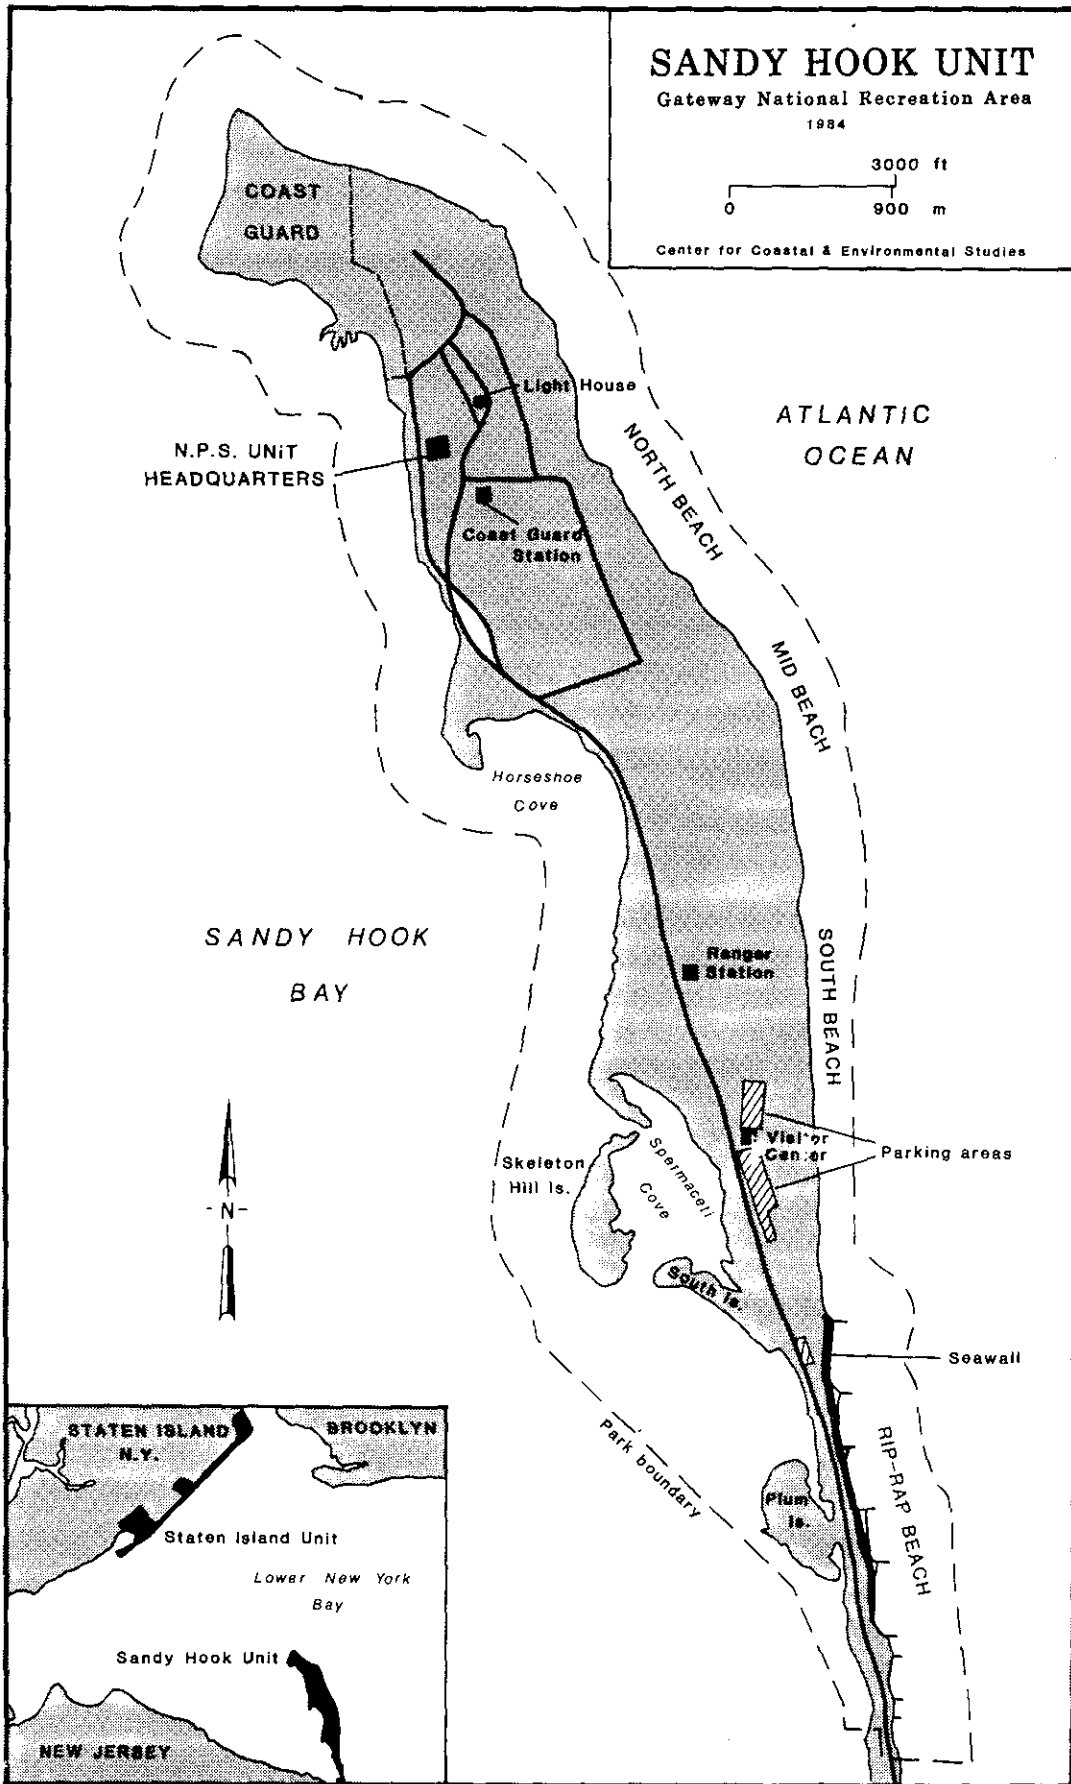 SANDY HOOK UNIT
Gateway National Recreation Area
1984
3000 ft
0 900 m
Center for Coastal & Environmental Studies
COAST
GUARD
Light House
ATLANTIC
OCEAN
N.P.S. UNIT
HEADQUARTERS
NORTH BEACH
Coast Guard
Station
MID BEACH
Horseshoe
Cove
SANDY HOOK
BAY
Ranger
Station
SOUTH BEACH
Visitor
Center
Parking areas
Skeleton
Hill Is.
Spermaceti
Cove
-N-
South Is.
Seawall
Park boundary
RIP-RAP BEACH
Plum
Is.
STATEN ISLAND
N.Y.
BROOKLYN
Staten Island Unit
Lower New York
Bay
Sandy Hook Unit
NEW JERSEY